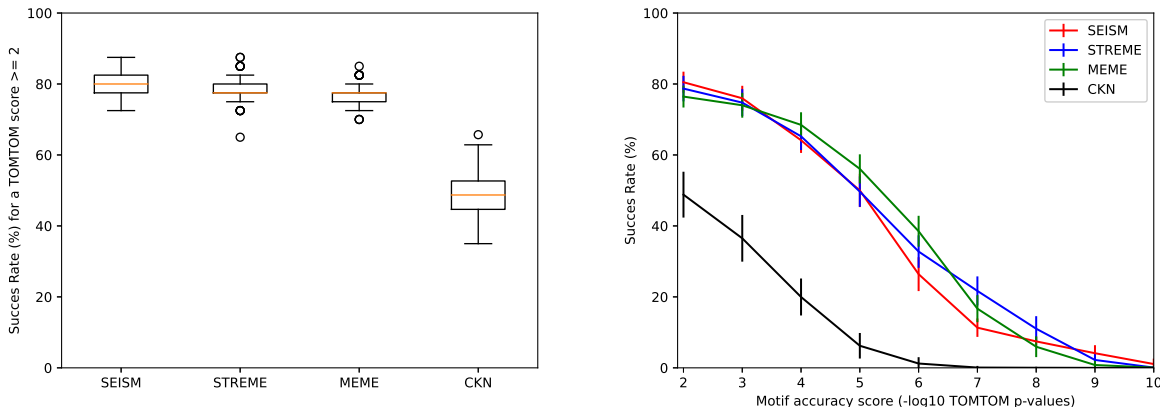 Succes Rate (%) for a TOMTOM score >= 2
100
80
60
40
20
0
SEISM STREME MEME CKN
Succes Rate (%)
100
80
60
40
20
0
2 3 4 5 6 7 8 9 10
Motif accuracy score (-log10 TOMTOM p-values)
SEISM
STREME
MEME
CKN